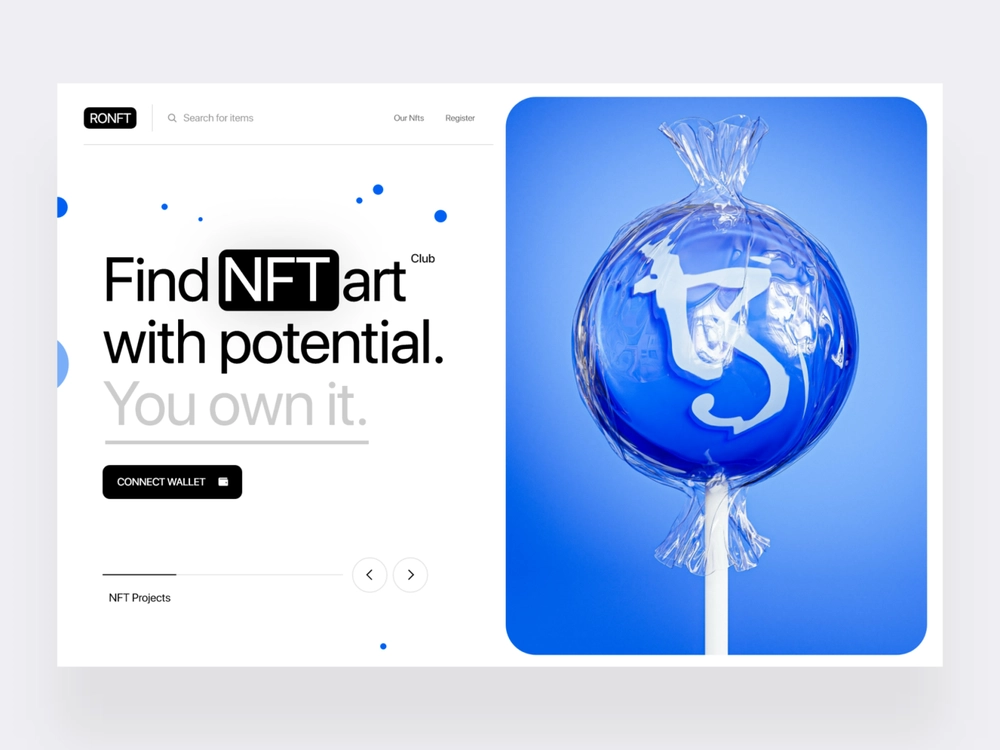 RONFT
Search for items
Our Nfts
Register
Find NFT art Club
with potential.
You own it.
CONNECT WALLET
NFT Projects